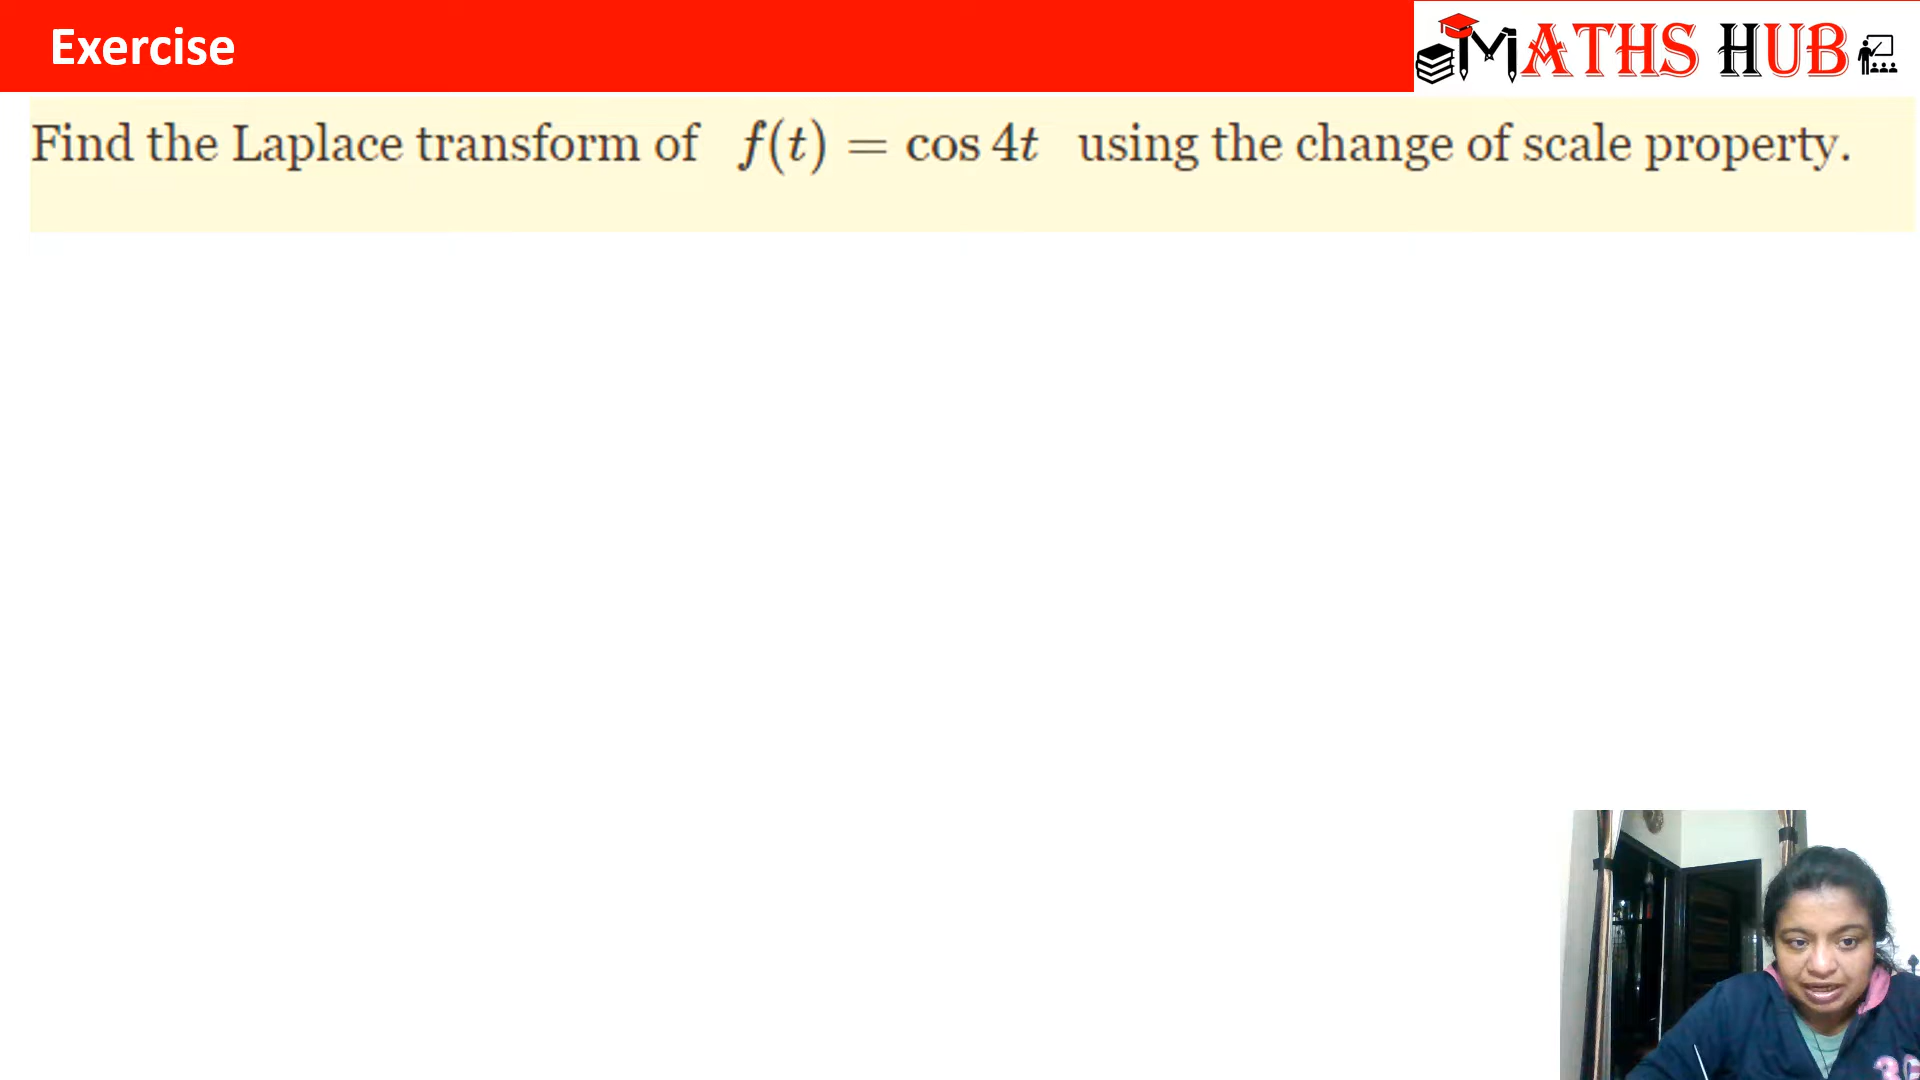 Exercise
MATHS HUB
Find the Laplace transform of f(t) = cos 4t using the change of scale property.